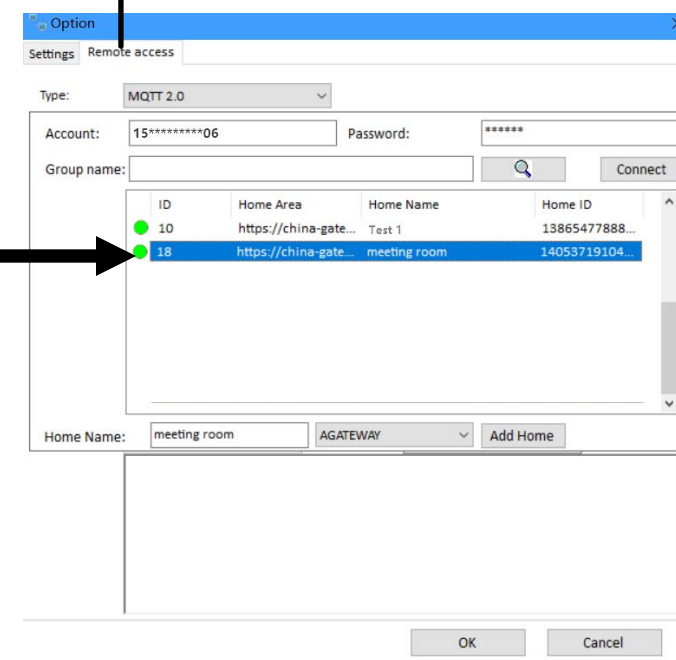 Option
Settings Remote access
Type: MQTT 2.0
Account: 15*********06 Password: ******
Group name: Connect
ID Home Area Home Name Home ID
10 https://china-gate... Test 1 13865477888...
18 https://china-gate... meeting room 14053719104...
Home Name: meeting room AGATEWAY Add Home
OK Cancel